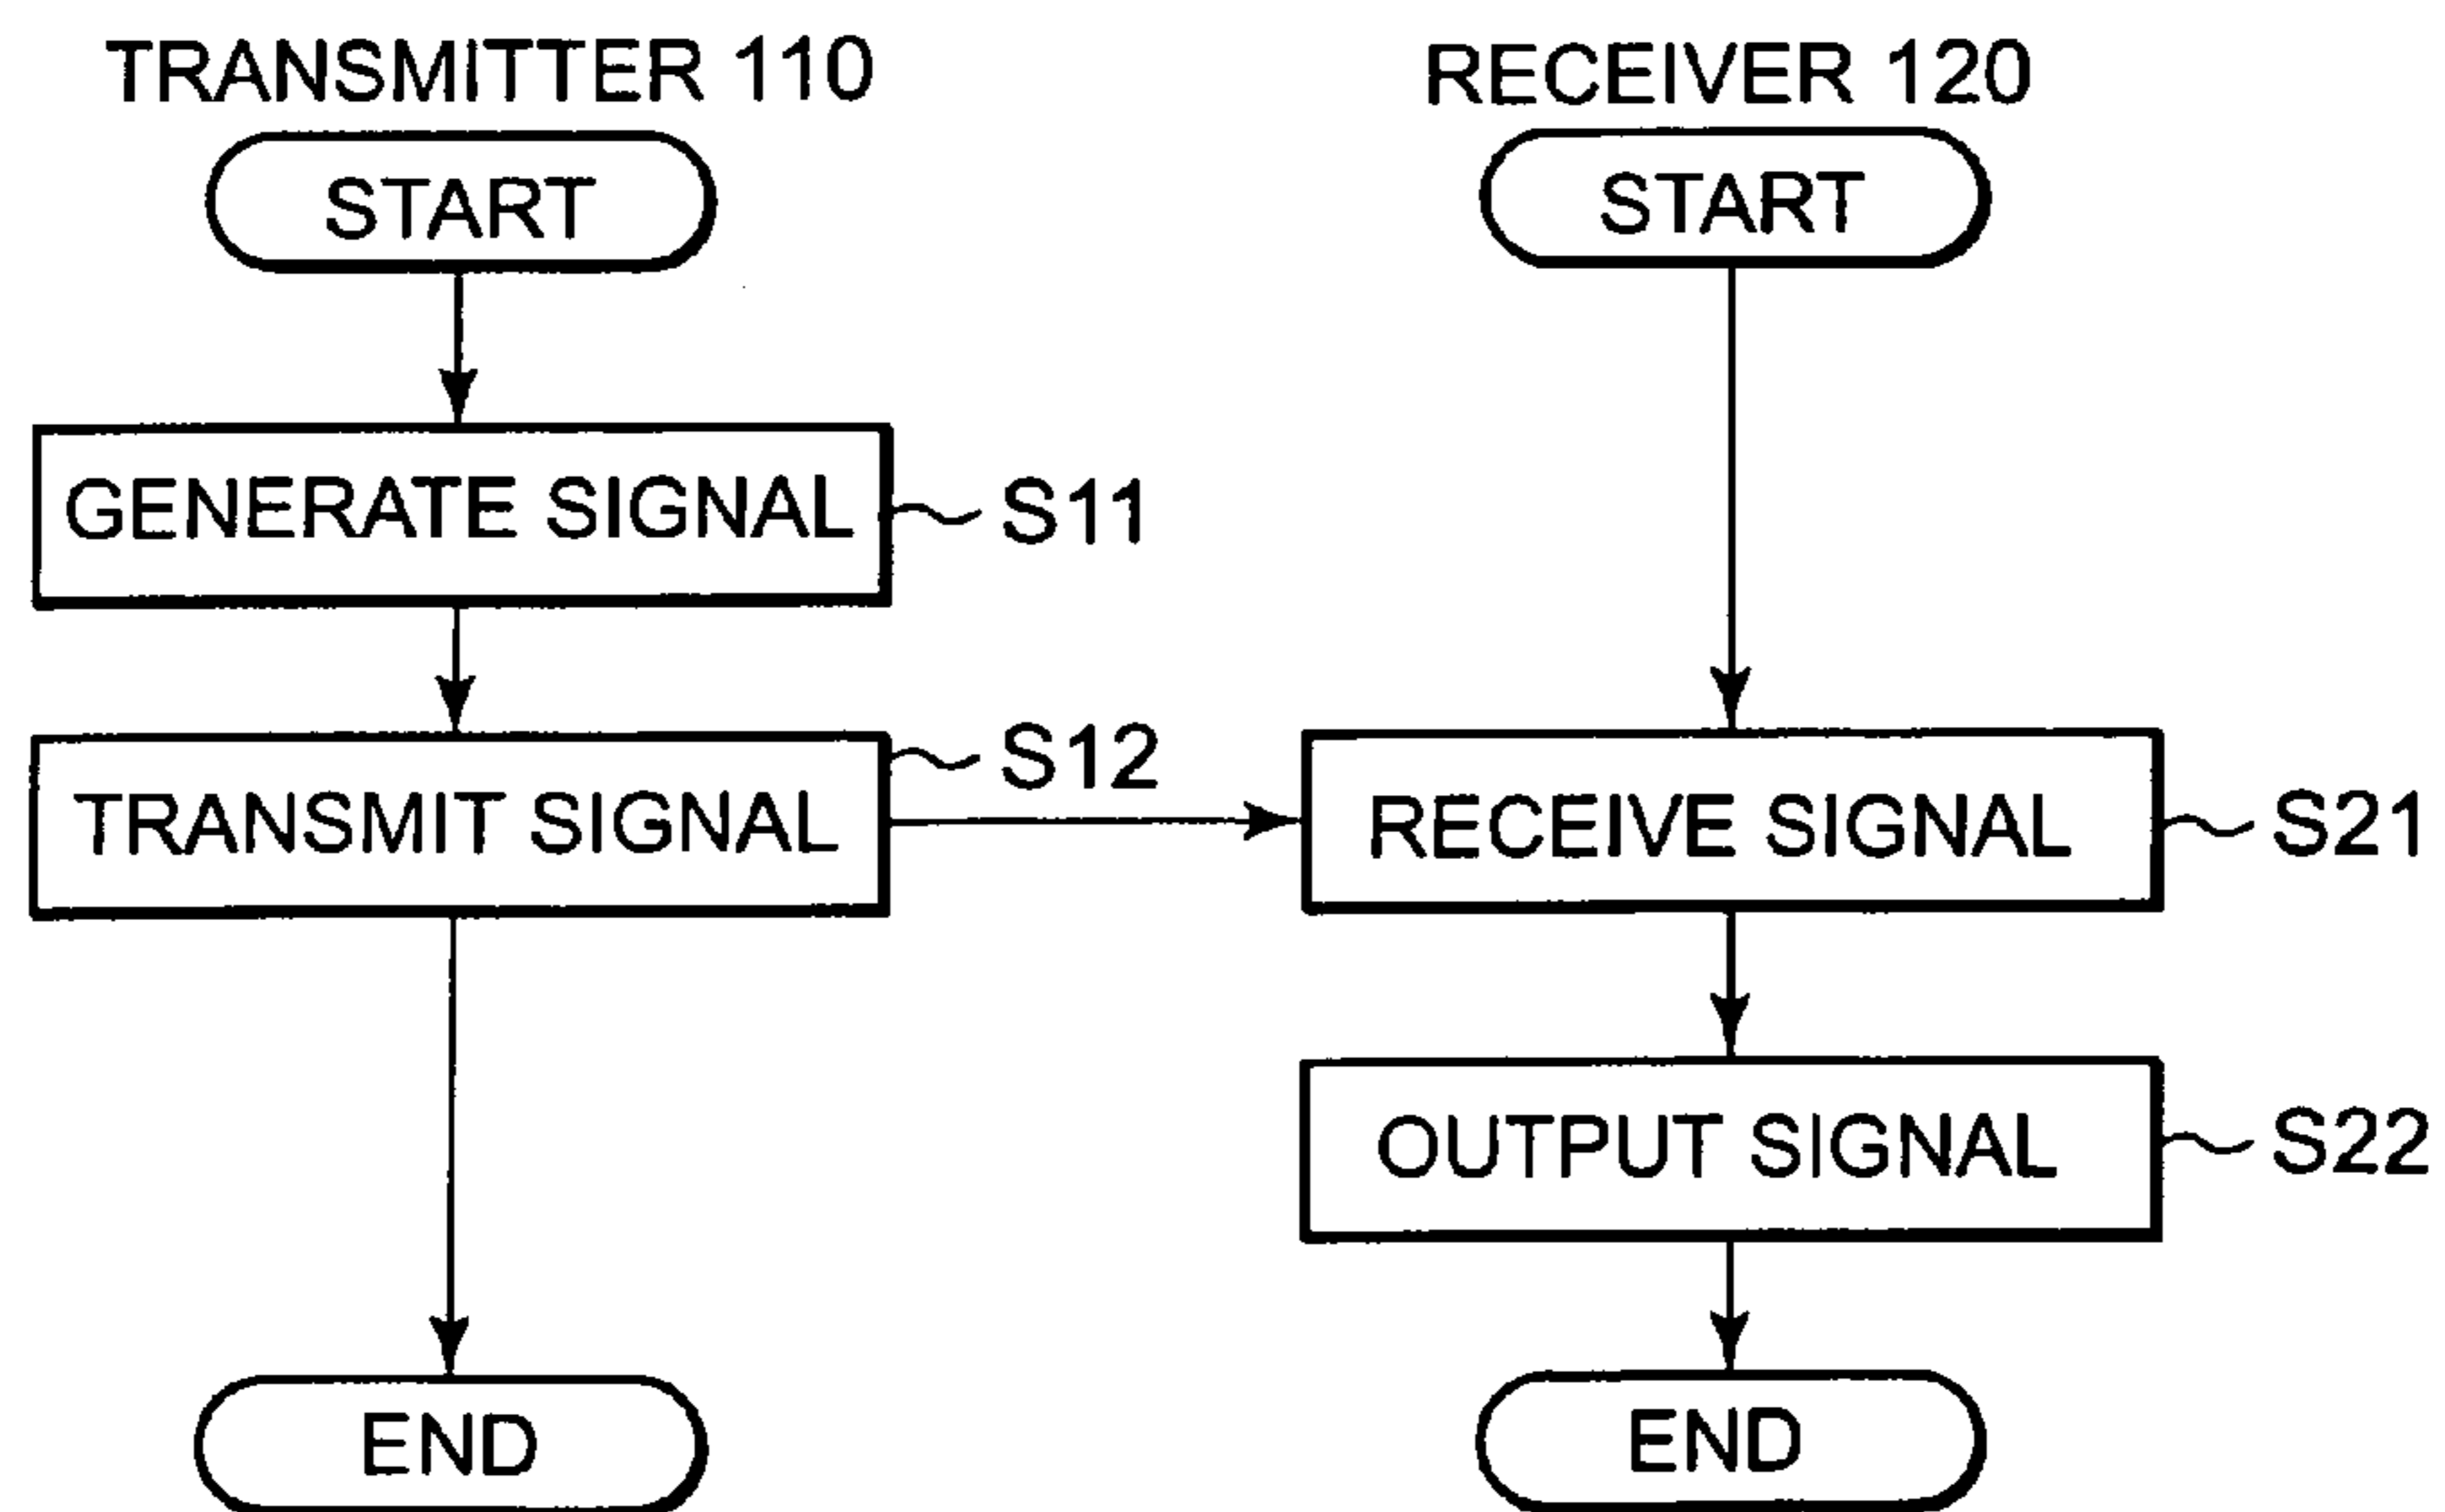 TRANSMITTER 110
START
GENERATE SIGNAL
S11
TRANSMIT SIGNAL
S12
END
RECEIVER 120
START
RECEIVE SIGNAL
S21
OUTPUT SIGNAL
S22
END